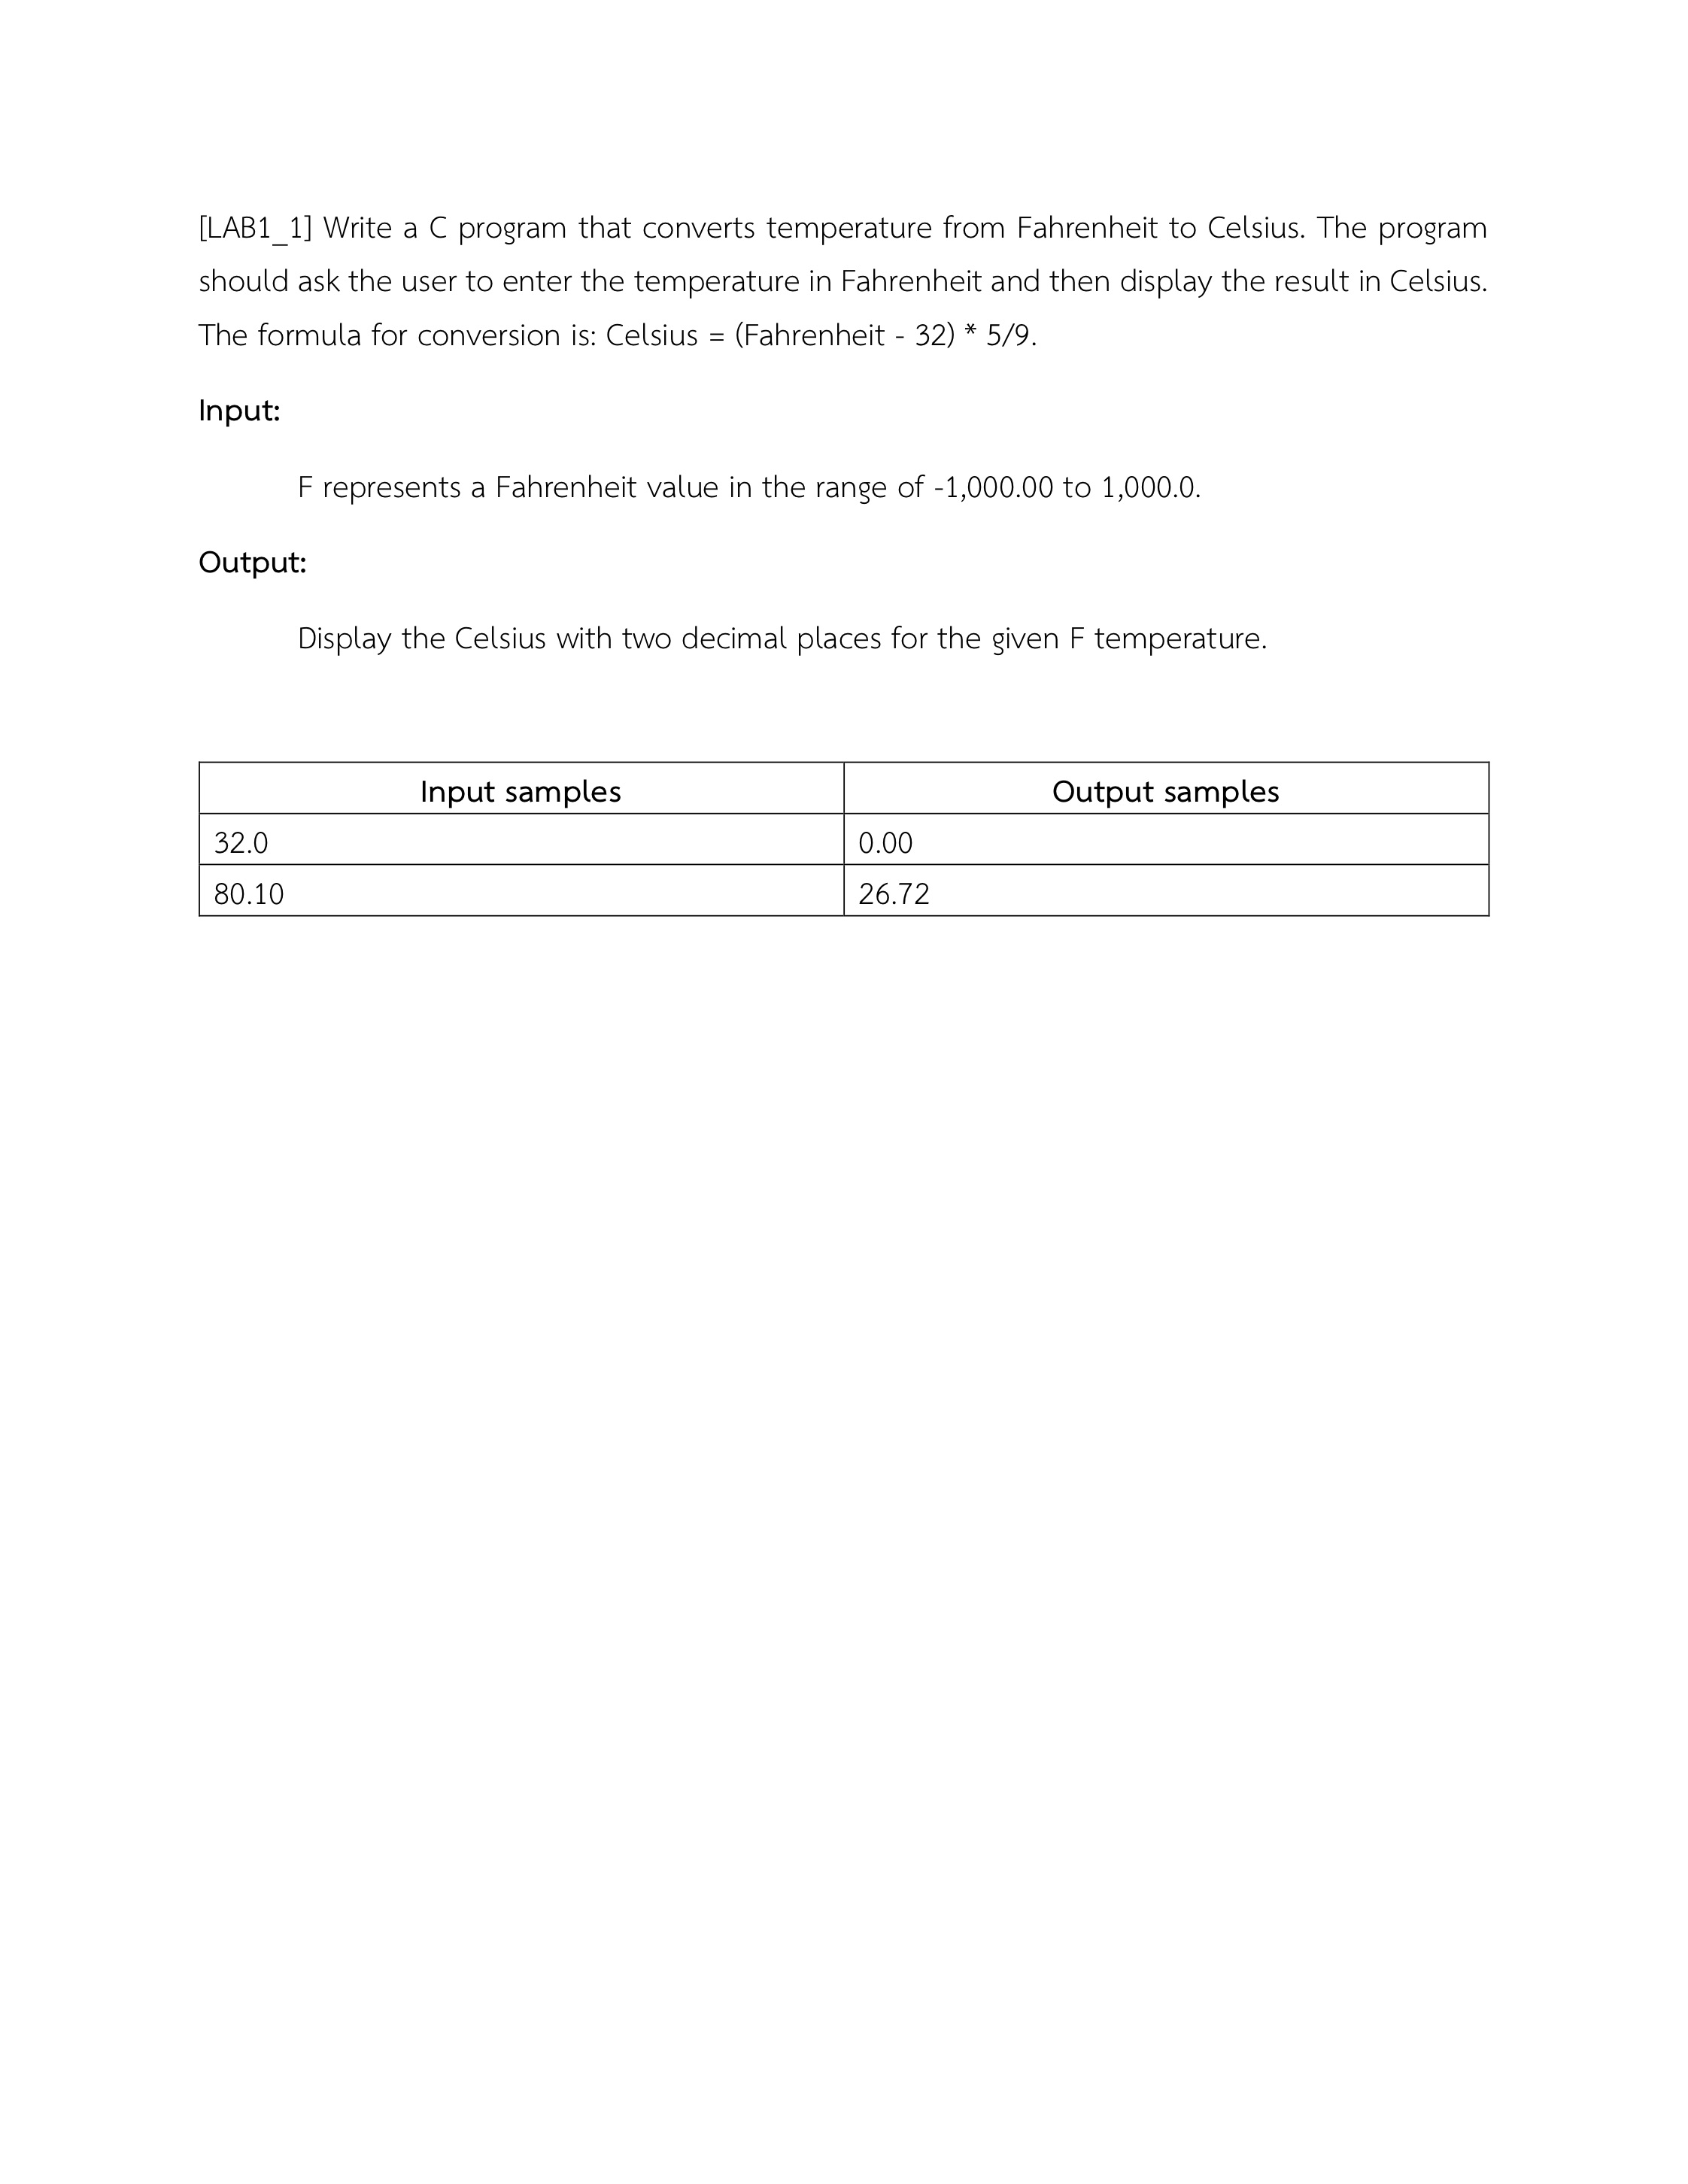 [LAB1_1] Write a C program that converts temperature from Fahrenheit to Celsius. The program
should ask the user to enter the temperature in Fahrenheit and then display the result in Celsius.
The formula for conversion is: Celsius = (Fahrenheit - 32) * 5/9.
Input:
F represents a Fahrenheit value in the range of -1,000.00 to 1,000.0.
Output:
Display the Celsius with two decimal places for the given F temperature.
Input samples Output samples
32.0 0.00
80.10 26.72